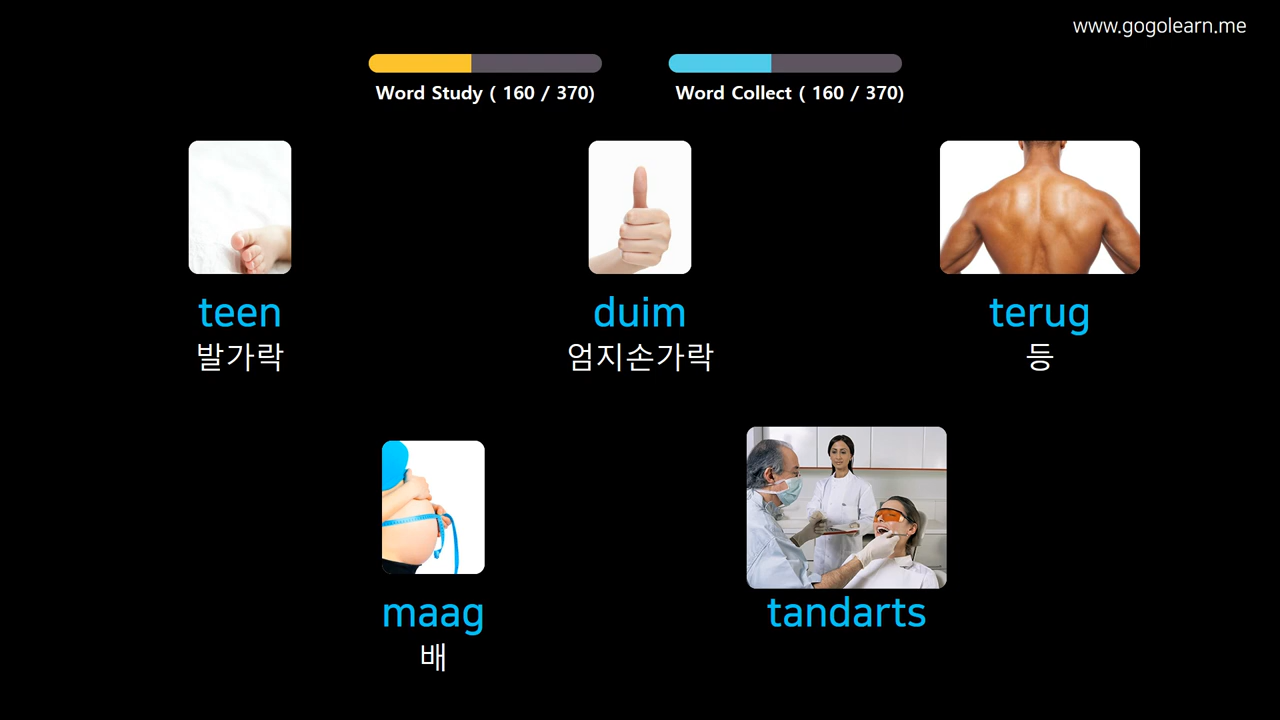 www.gogolearn.me
Word Study ( 160 / 370)
Word Collect ( 160 / 370)
teen
발가락
duim
엄지손가락
terug
등
maag
배
tandarts